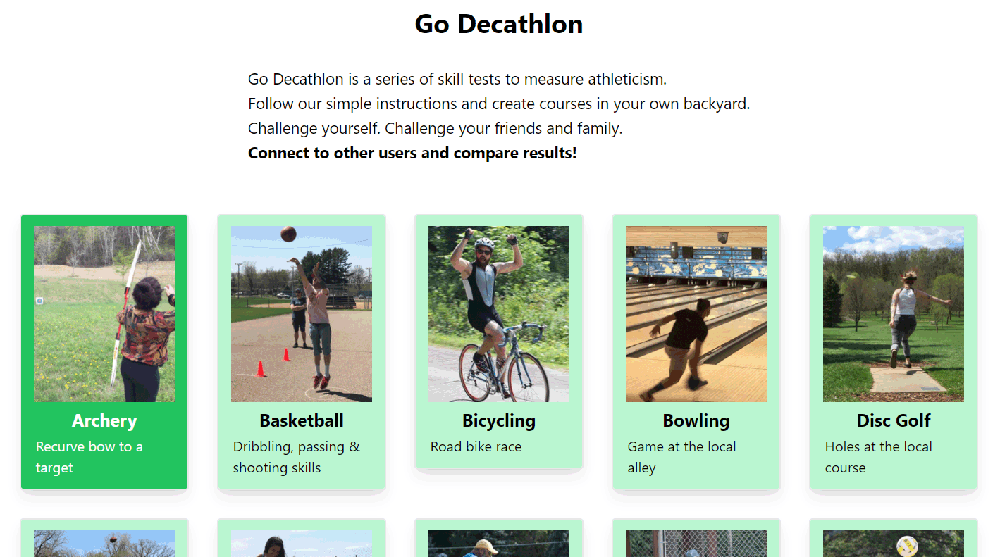 Go Decathlon
Go Decathlon is a series of skill tests to measure athleticism.
Follow our simple instructions and create courses in your own backyard.
Challenge yourself. Challenge your friends and family.
Connect to other users and compare results!
Archery
Recurve bow to a
target
Basketball
Dribbling, passing &
shooting skills
Bicycling
Road bike race
Bowling
Game at the local
alley
Disc Golf
Holes at the local
course